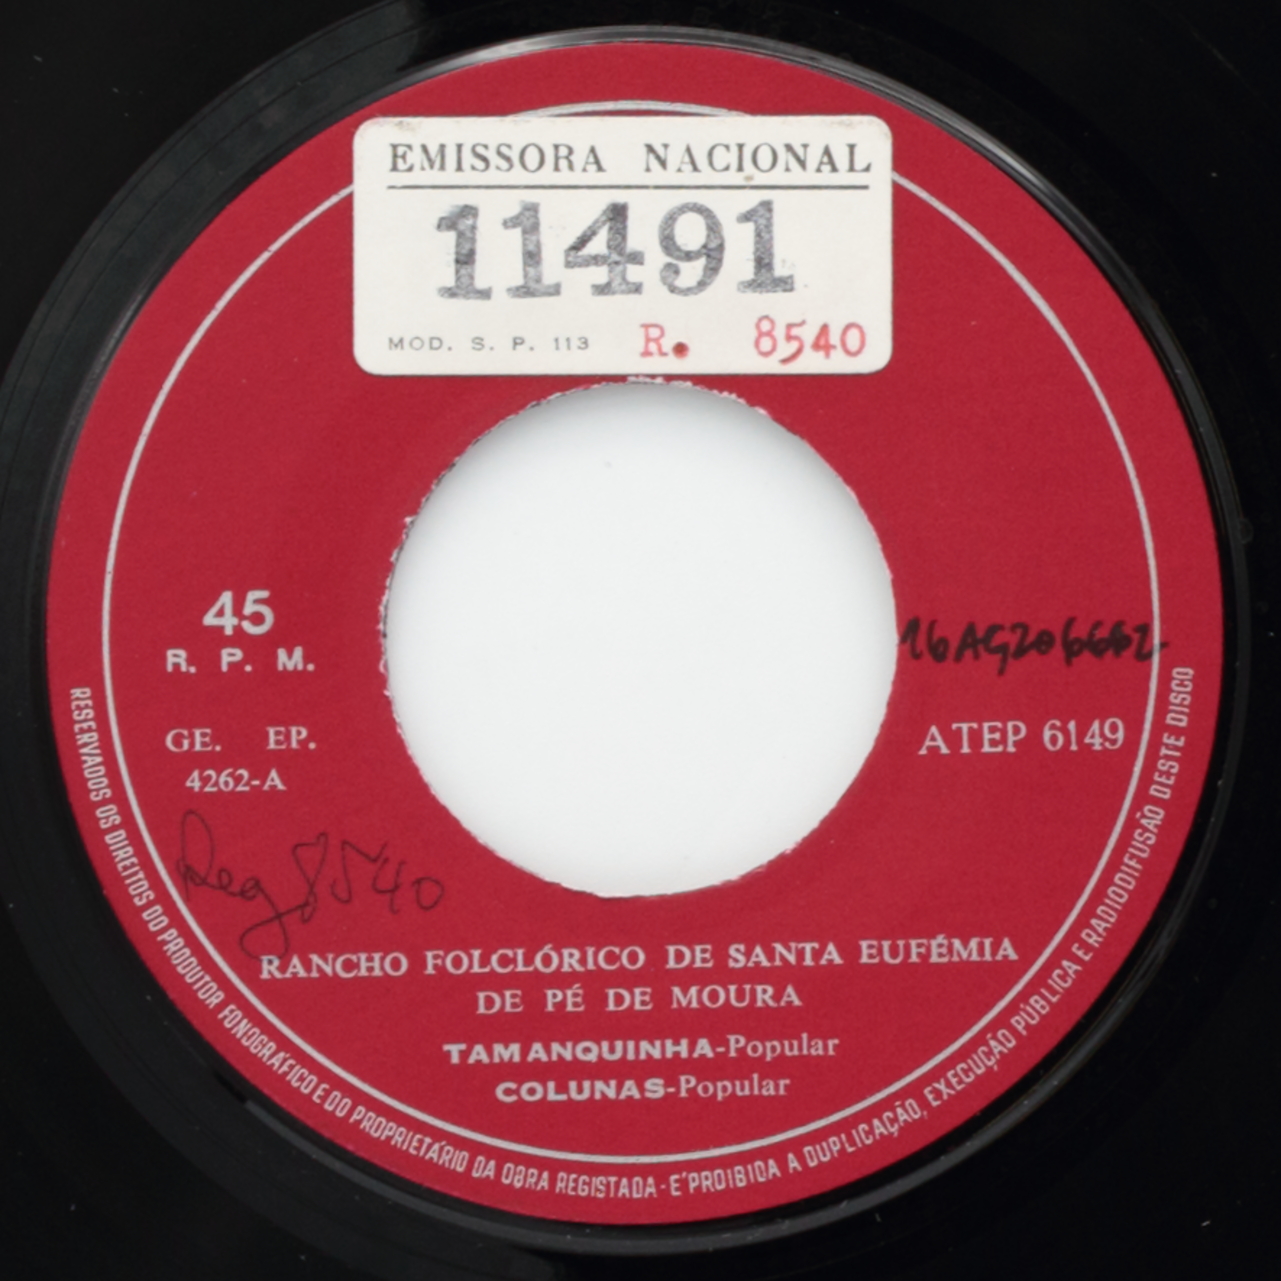 EMISSORA NACIONAL
11491
MOD. S. P. 113 R. 8540
45
R. P. M.
GE. EP.
4262-A
ATEP 6149
Reg 8540
RANCHO FOLCLÓRICO DE SANTA EUFÉMIA
DE PÉ DE MOURA
TAMANQUINHA-Popular
COLUNAS-Popular
RESERVADOS OS DIREITOS DO PRODUTOR FONOGRÁFICO E DO PROPRIETÁRIO DA OBRA REGISTADA - E'PROIBIDA A DUPLICAÇÃO, EXECUÇÃO PÚBLICA E RADIODIFUSÃO DESTE DISCO